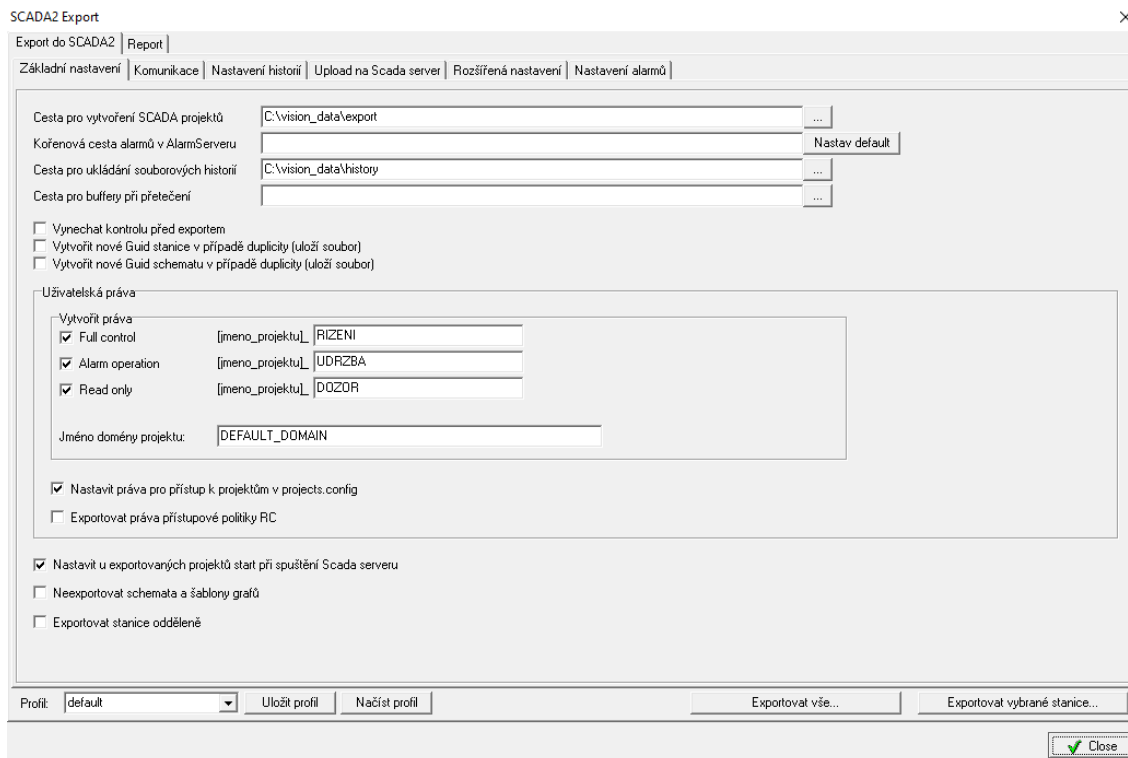 SCADA2 Export
Export do SCADA2 Report
Základní nastavení Komunikace Nastavení historií Upload na Scada server Rozšířená nastavení Nastavení alarmů
Cesta pro vytvoření SCADA projektů C:\vision_data\export ...
Kořenová cesta alarmů v AlarmServeru Nastav default
Cesta pro ukládání souborových historií C:\vision_data\history ...
Cesta pro buffery při přetečení ...
Vynechat kontrolu před exportem
Vytvořit nové Guid stanice v případě duplicity (uloží soubor)
Vytvořit nové Guid schematu v případě duplicity (uloží soubor)
Uživatelská práva
Vytvořit práva
Full control [jmeno_projektu]_ RIZENI
Alarm operation [jmeno_projektu]_ UDRZBA
Read only [jmeno_projektu]_ DOZOR
Jméno domény projektu: DEFAULT_DOMAIN
Nastavit práva pro přístup k projektům v projects.config
Exportovat práva přístupové politiky RC
Nastavit u exportovaných projektů start při spuštění Scada serveru
Neexportovat schemata a šablony grafů
Exportovat stanice odděleně
Profil: default Uložit profil Načíst profil Exportovat vše... Exportovat vybrané stanice...
Close